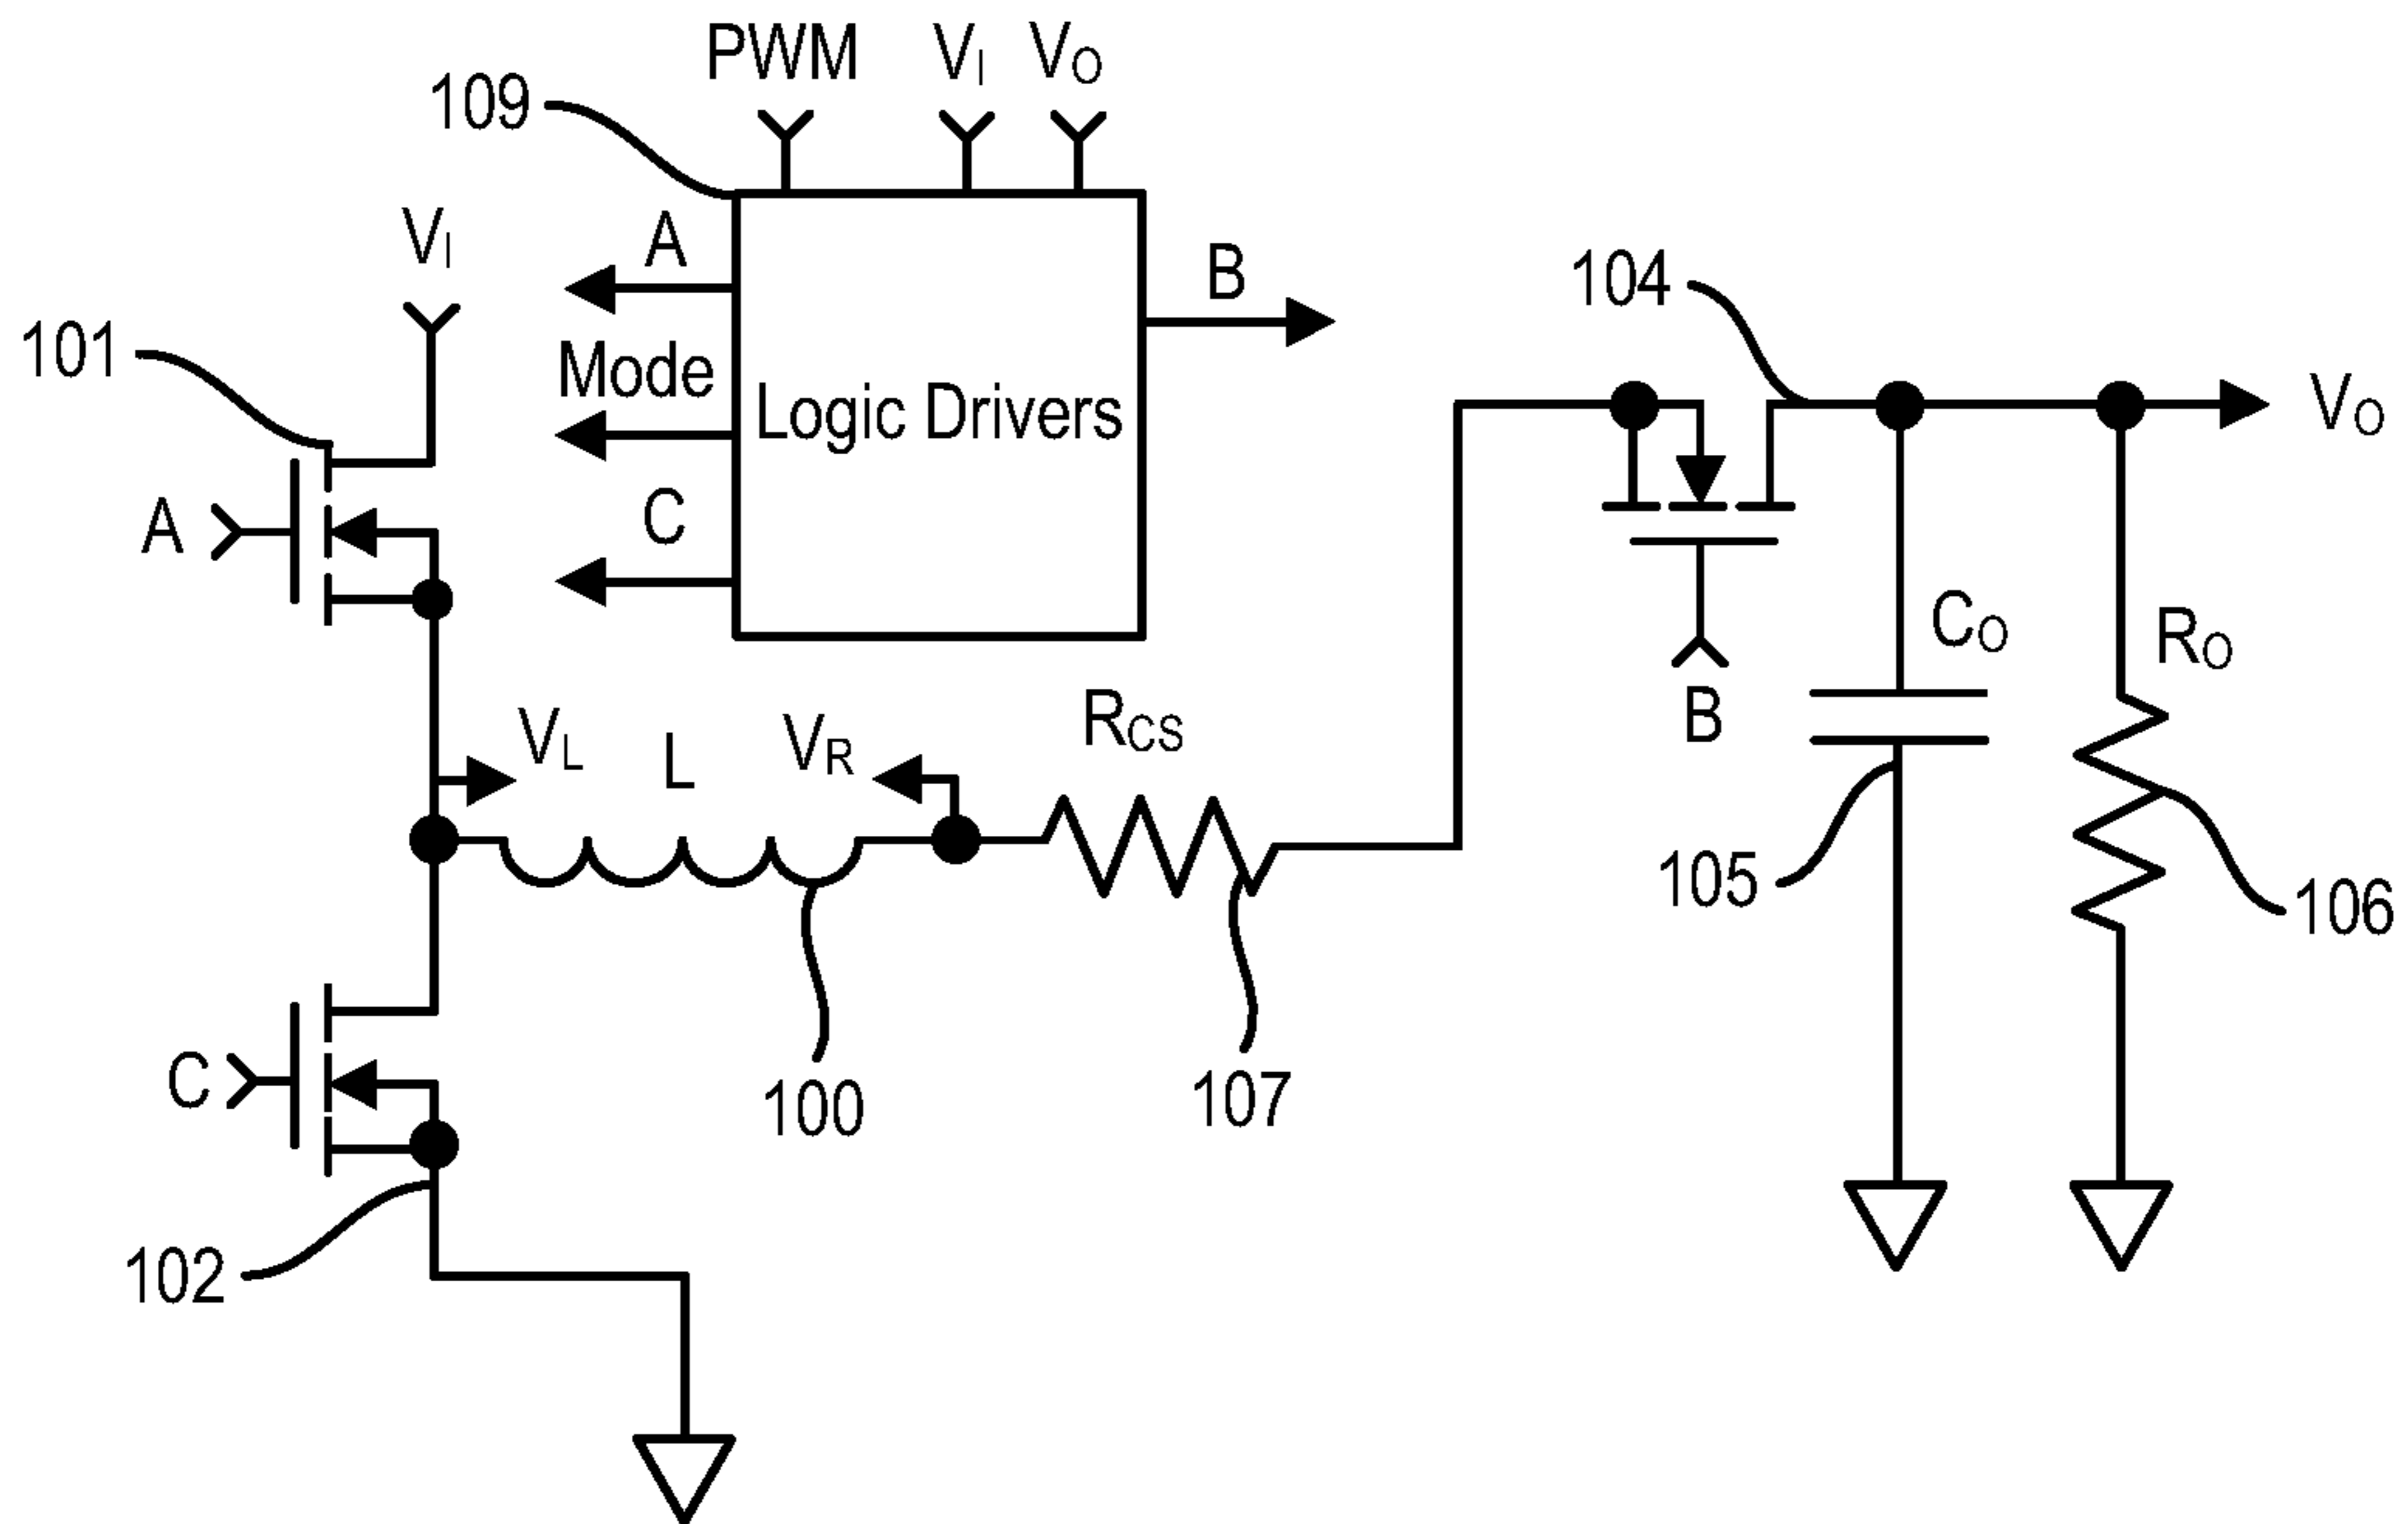 PWM VI VO
109
VI
A
B
104
101
Mode
Logic Drivers
VO
A
C
CO
RO
B
VL
L
VR
RCS
105
106
C
100
107
102